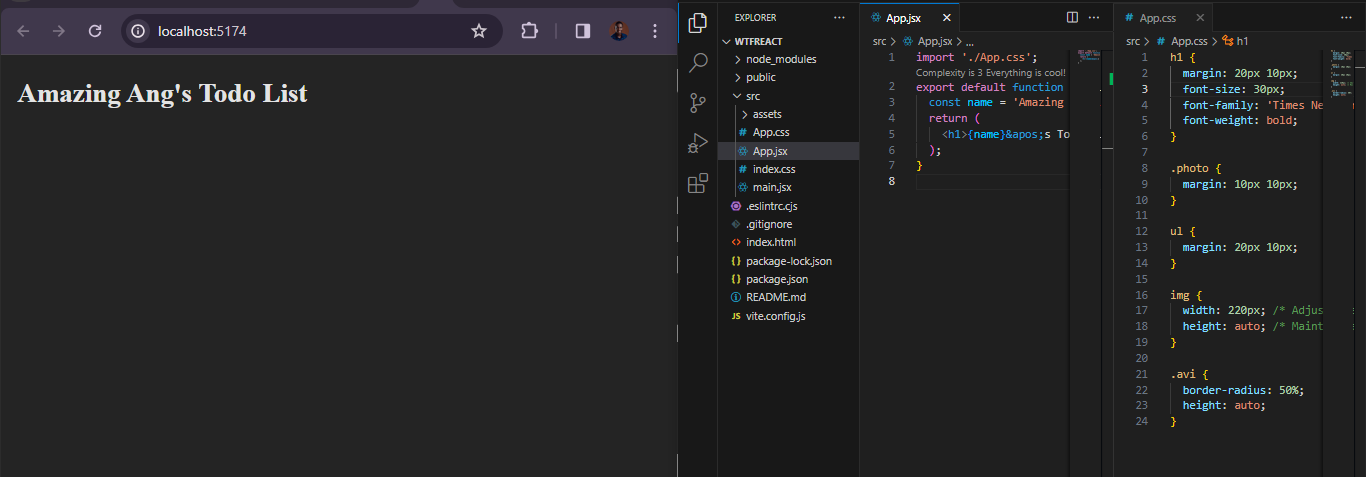 localhost:5174
Amazing Ang's Todo List
EXPLORER
WTFREACT
node_modules
public
src
assets
App.css
App.jsx
index.css
main.jsx
.eslintrc.cjs
.gitignore
index.html
package-lock.json
package.json
README.md
vite.config.js
App.jsx
src > App.jsx > ...
1 import './App.css';
Complexity is 3 Everything is cool!
2 export default function
3 const name = 'Amazing
4 return (
5 <h1>{name}&apos;s To
6 );
7 }
8
App.css
src > App.css > h1
1 h1 {
2 margin: 20px 10px;
3 font-size: 30px;
4 font-family: 'Times Ne
5 font-weight: bold;
6 }
7
8 .photo {
9 margin: 10px 10px;
10 }
11
12 ul {
13 margin: 20px 10px;
14 }
15
16 img {
17 width: 220px; /* Adjus
18 height: auto; /* Maint
19 }
20
21 .avi {
22 border-radius: 50%;
23 height: auto;
24 }